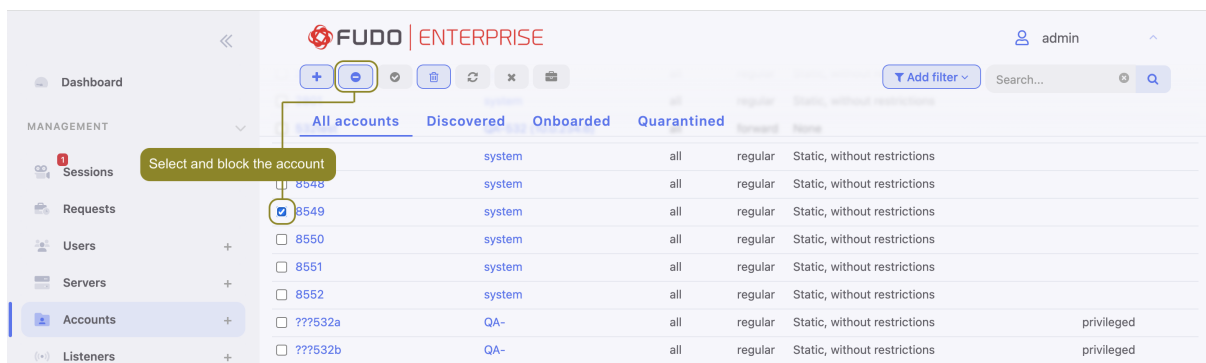 FUDO ENTERPRISE
admin
Dashboard
Add filter
Search...
MANAGEMENT
All accounts Discovered Onboarded Quarantined
Select and block the account
1
Sessions
system all regular Static, without restrictions
8548 system all regular Static, without restrictions
Requests
8549 system all regular Static, without restrictions
Users +
8550 system all regular Static, without restrictions
8551 system all regular Static, without restrictions
Servers +
8552 system all regular Static, without restrictions
Accounts +
???532a QA- all regular Static, without restrictions privileged
Listeners +
???532b QA- all regular Static, without restrictions privileged